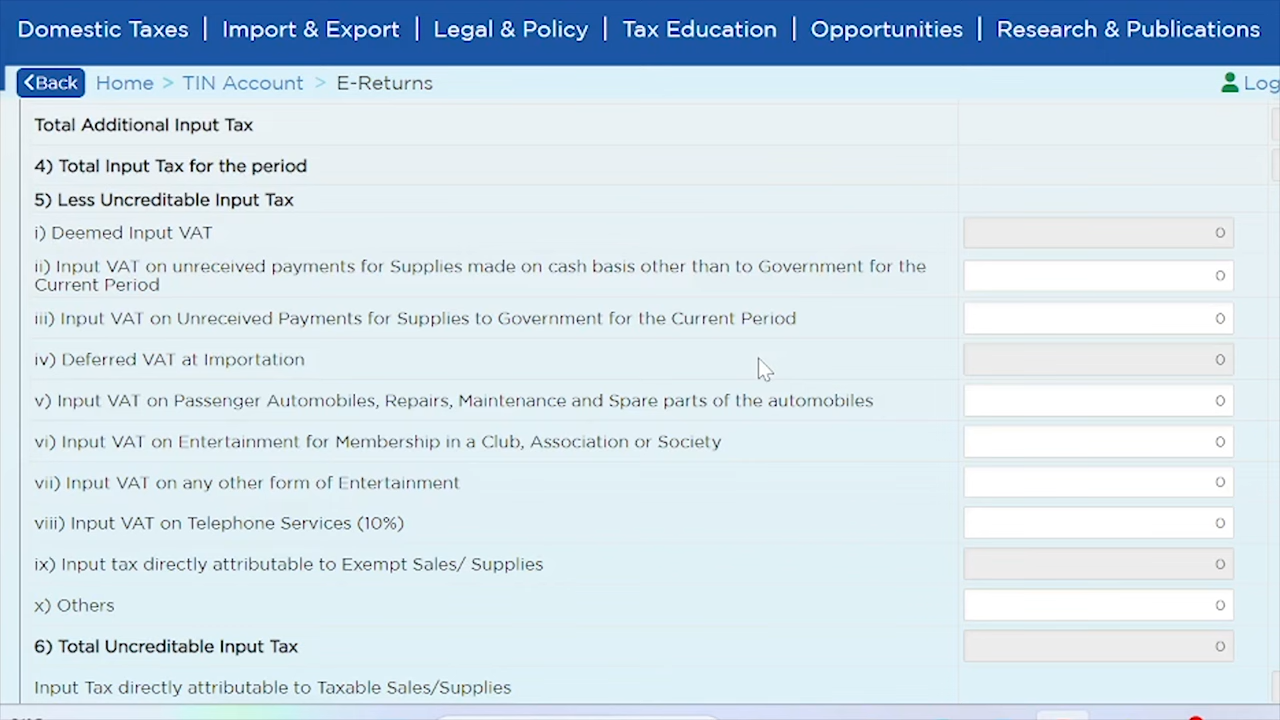 Domestic Taxes | Import & Export | Legal & Policy | Tax Education | Opportunities | Research & Publications
Back Home > TIN Account > E-Returns Log
Total Additional Input Tax
4) Total Input Tax for the period
5) Less Uncreditable Input Tax
i) Deemed Input VAT 0
ii) Input VAT on unreceived payments for Supplies made on cash basis other than to Government for the
Current Period 0
iii) Input VAT on Unreceived Payments for Supplies to Government for the Current Period 0
iv) Deferred VAT at Importation 0
v) Input VAT on Passenger Automobiles, Repairs, Maintenance and Spare parts of the automobiles 0
vi) Input VAT on Entertainment for Membership in a Club, Association or Society 0
vii) Input VAT on any other form of Entertainment 0
viii) Input VAT on Telephone Services (10%) 0
ix) Input tax directly attributable to Exempt Sales/ Supplies 0
x) Others 0
6) Total Uncreditable Input Tax 0
Input Tax directly attributable to Taxable Sales/Supplies